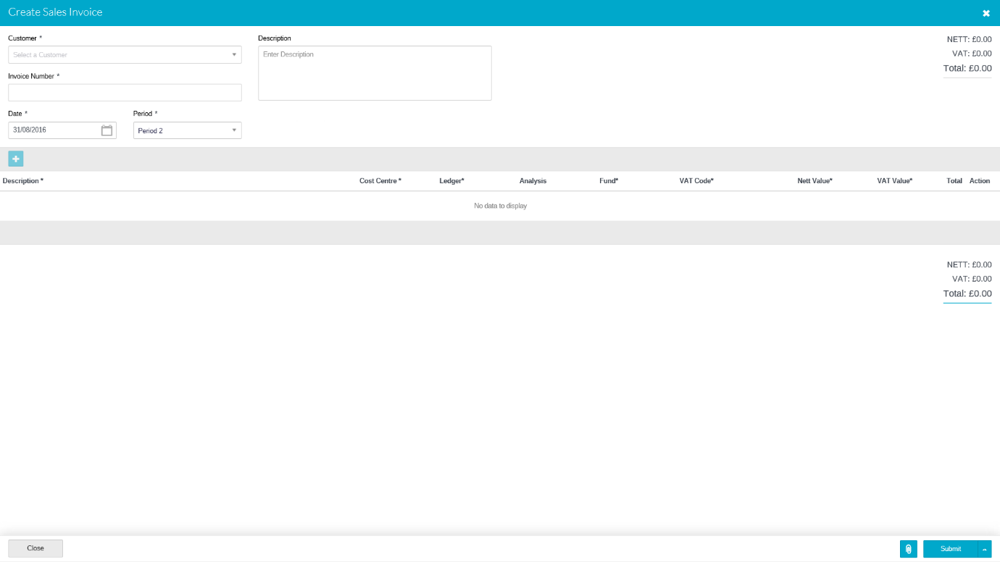 Create Sales Invoice
Customer *
Select a Customer
Description
Enter Description
NETT: £0.00
VAT: £0.00
Total: £0.00
Invoice Number *
Date *
31/08/2016
Period *
Period 2
Description * Cost Centre * Ledger* Analysis Fund* VAT Code* Nett Value* VAT Value* Total Action
No data to display
NETT: £0.00
VAT: £0.00
Total: £0.00
Close
Submit